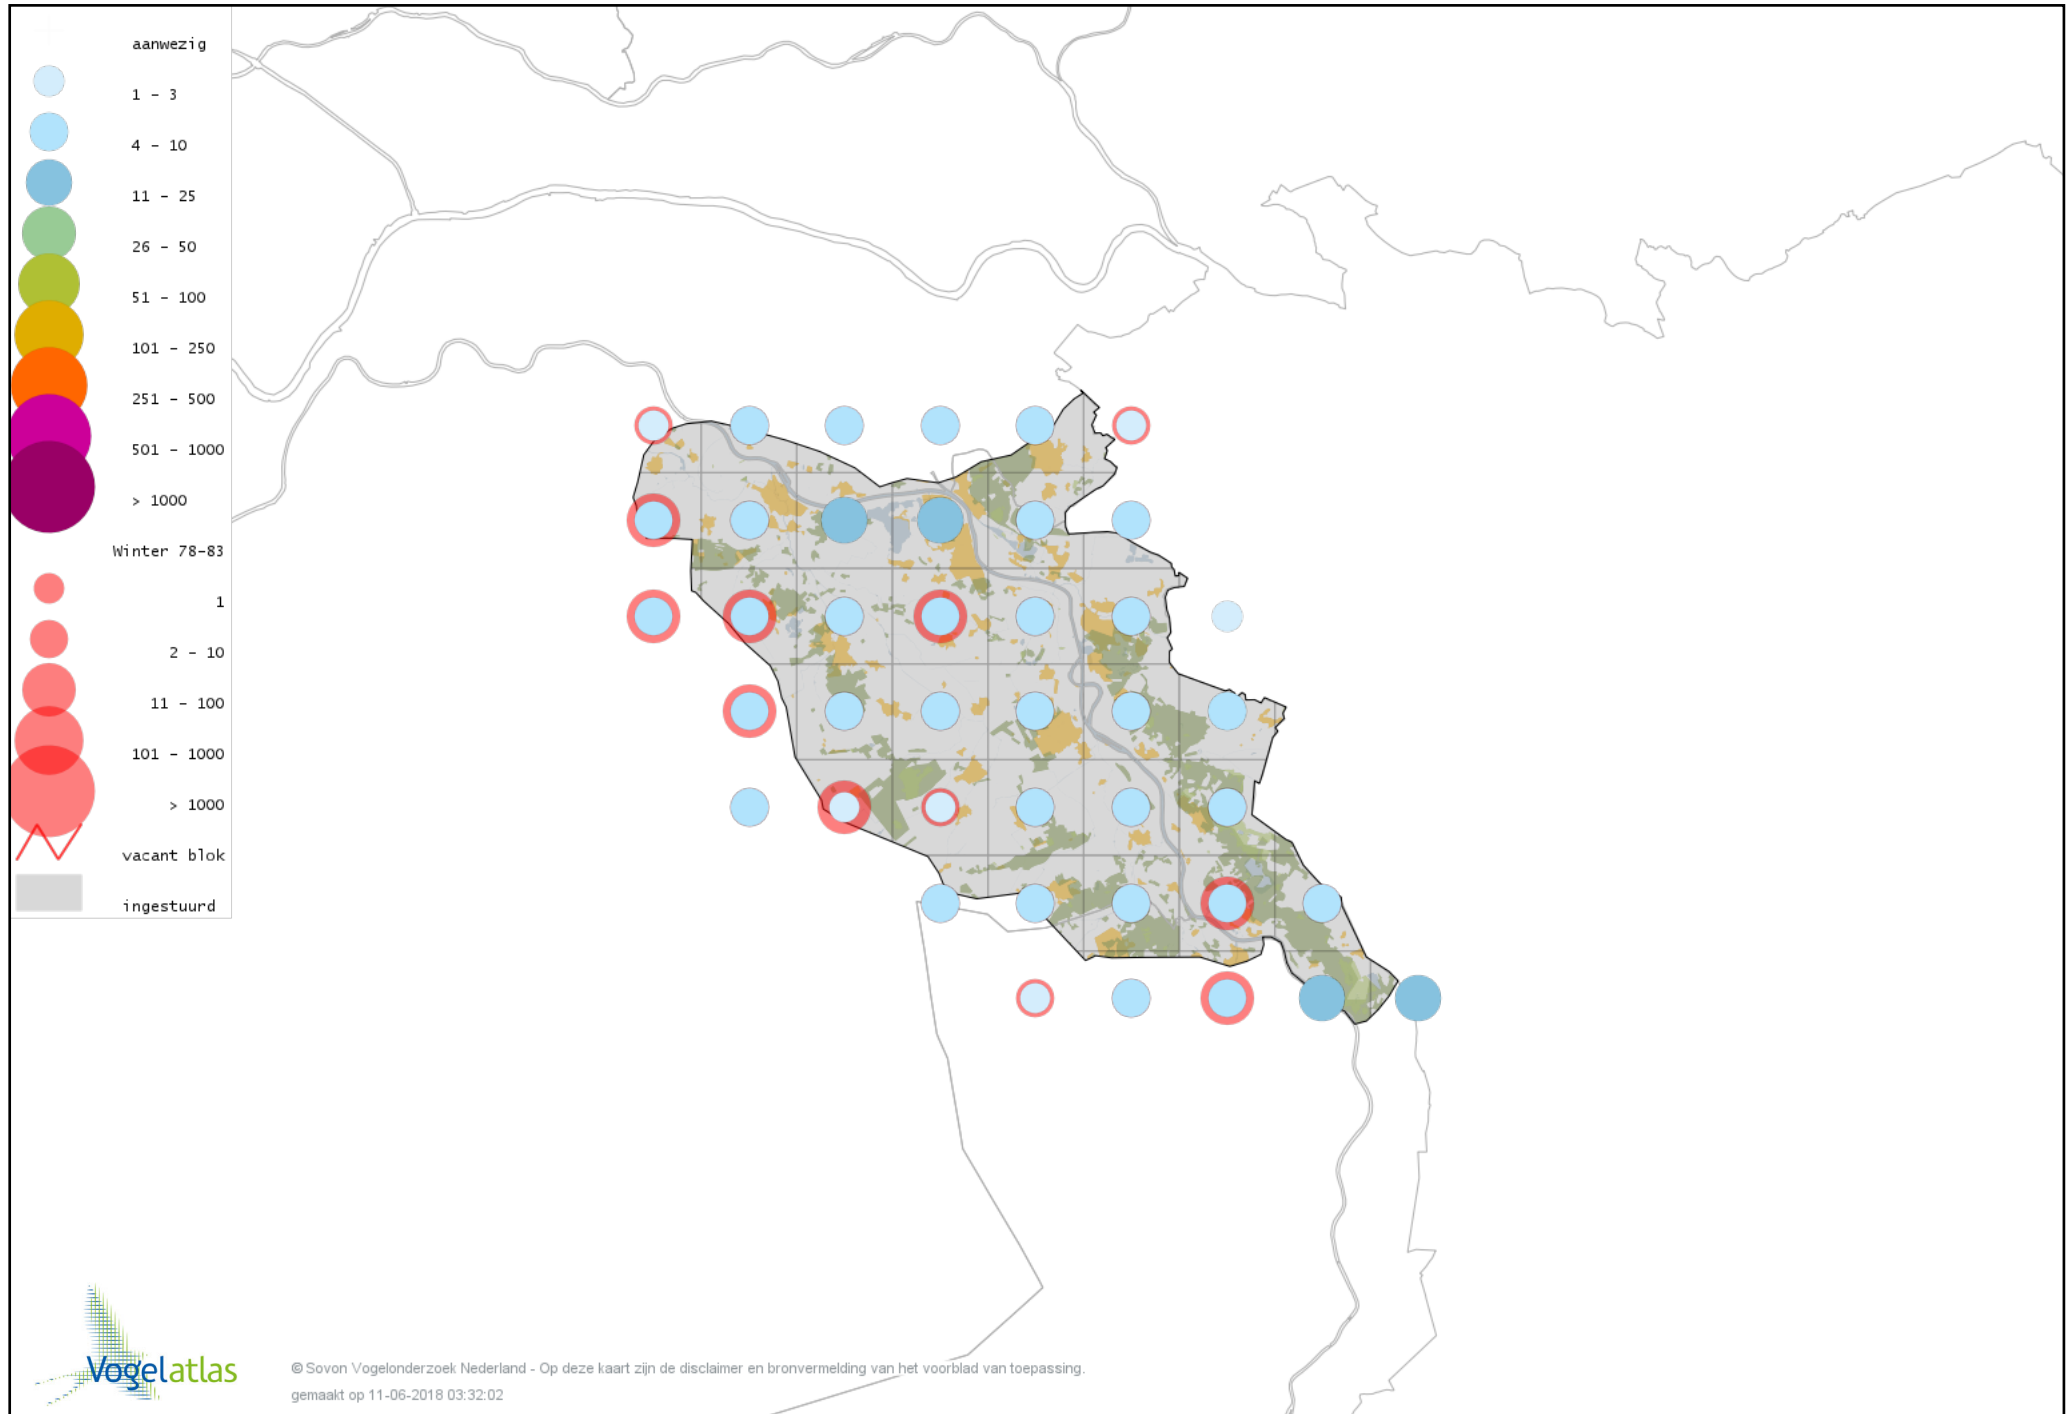 aanwezig
1 - 3
4 - 10
11 - 25
26 - 50
51 - 100
101 - 250
251 - 500
501 - 1000
> 1000
Winter 78-83
1
2 - 10
11 - 100
101 - 1000
> 1000
vacant blok
ingestuurd
Vogelatlas
© Sovon Vogelonderzoek Nederland - Op deze kaart zijn de disclaimer en bronvermelding van het voorblad van toepassing.
gemaakt op 11-06-2018 03:32:02